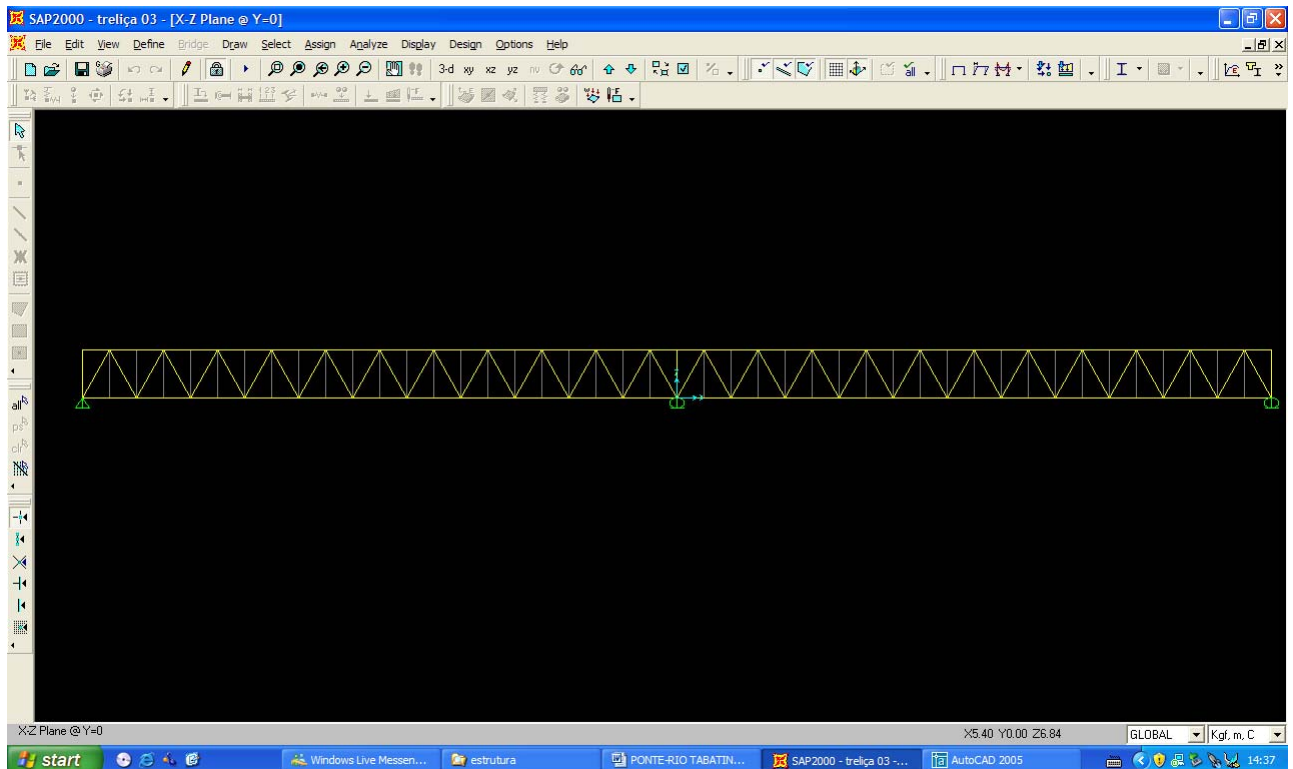 SAP2000 - treliça 03 - [X-Z Plane @ Y=0]
File Edit View Define Bridge Draw Select Assign Analyze Display Design Options Help
3-d xy xz yz nv
all
X-Z Plane @ Y=0
X5.40 Y0.00 Z6.84
GLOBAL
Kgf, m, C
start
Windows Live Messen...
estrutura
PONTE-RIO TABATIN...
SAP2000 - treliça 03 -...
AutoCAD 2005
14:37